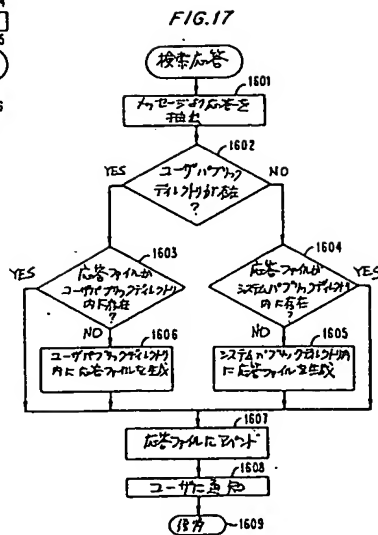 FIG.17
検索応答
1601
メッセージより応答を
抽出
1602
ユーザパブリック
ディレクトリが存在
?
YES
NO
1603
応答ファイルが
ユーザパブリックディレクトリ
内に存在
?
YES
NO
1604
応答ファイルが
システムパブリックディレクトリ
内に存在
?
YES
NO
1606
ユーザパブリックディレクトリ
内に応答ファイルを生成
1605
システムパブリックディレクトリ内
に応答ファイルを生成
1607
応答ファイルにアペンド
1608
ユーザに通知
1609